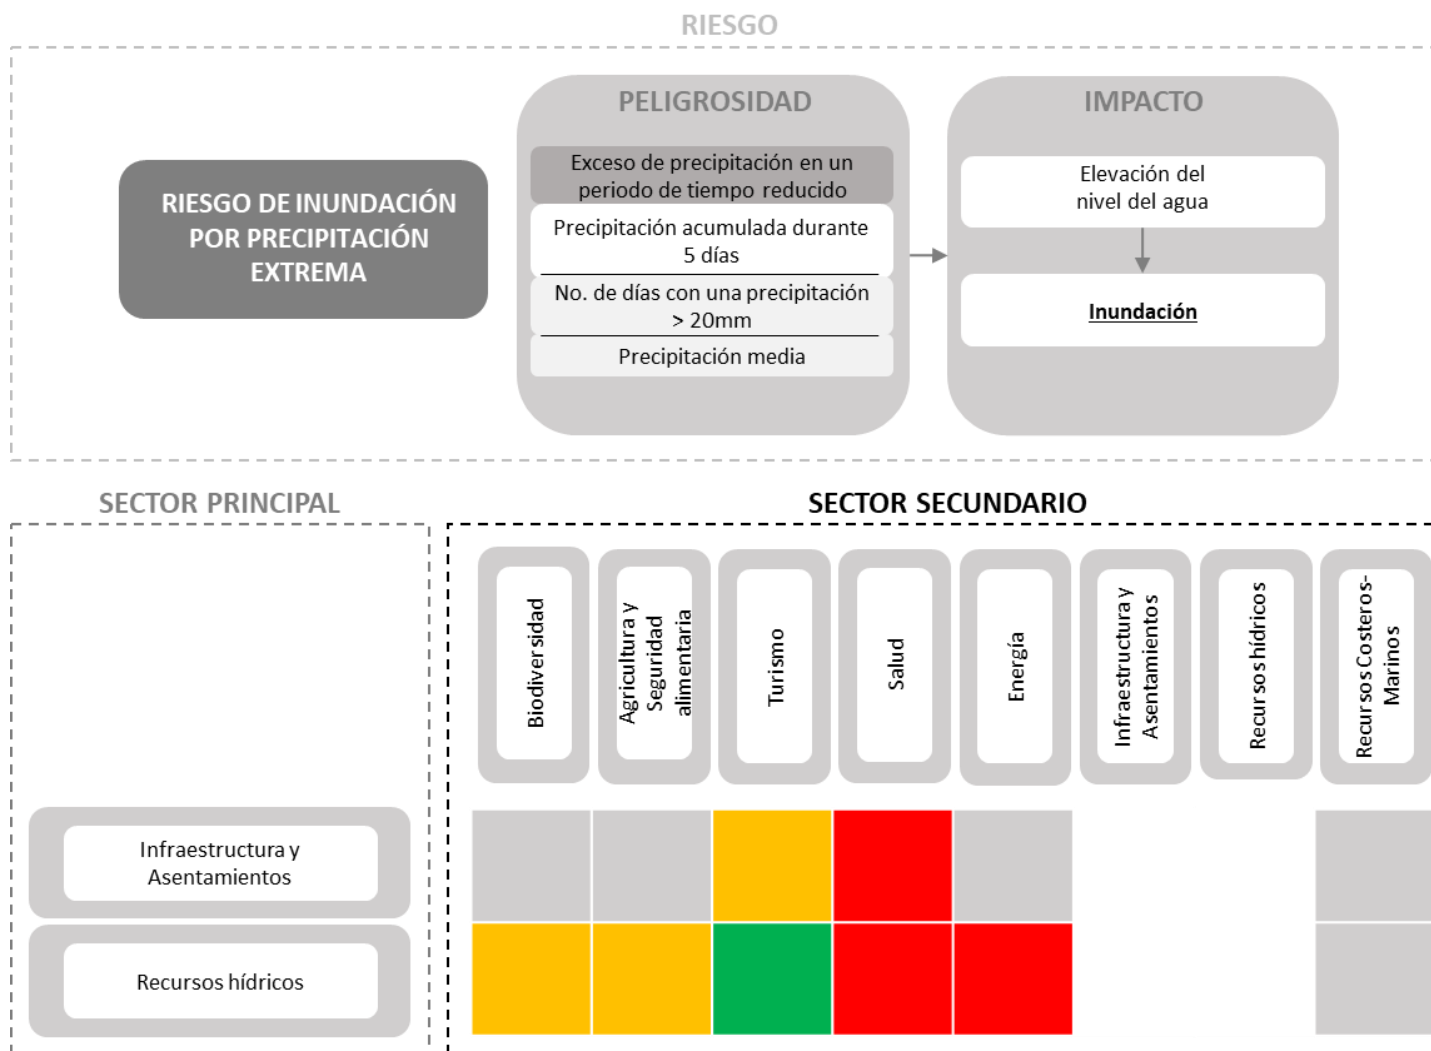 RIESGO
RIESGO DE INUNDACIÓN
POR PRECIPITACIÓN
EXTREMA
PELIGROSIDAD
Exceso de precipitación en un
periodo de tiempo reducido
Precipitación acumulada durante
5 días
No. de días con una precipitación
> 20mm
Precipitación media
IMPACTO
Elevación del
nivel del agua
Inundación
SECTOR PRINCIPAL
SECTOR SECUNDARIO
Biodiversidad
Agricultura y
Seguridad
alimentaria
Turismo
Salud
Energía
Infraestructura y
Asentamientos
Recursos hídricos
Recursos Costeros-
Marinos
Infraestructura y
Asentamientos
Recursos hídricos